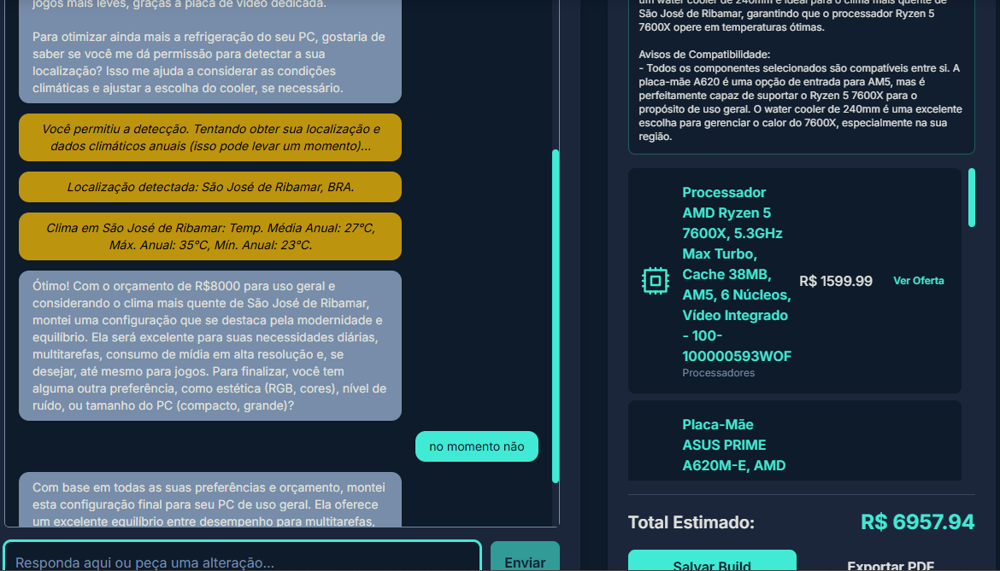 jogos mais leves, graças à placa de vídeo dedicada.
Para otimizar ainda mais a refrigeração do seu PC, gostaria de
saber se você me dá permissão para detectar a sua
localização? Isso me ajuda a considerar as condições
climáticas e ajustar a escolha do cooler, se necessário.
Você permitiu a detecção. Tentando obter sua localização e
dados climáticos anuais (isso pode levar um momento)...
Localização detectada: São José de Ribamar, BRA.
Clima em São José de Ribamar: Temp. Média Anual: 27°C,
Máx. Anual: 35°C, Mín. Anual: 23°C.
Ótimo! Com o orçamento de R$8000 para uso geral e
considerando o clima mais quente de São José de Ribamar,
montei uma configuração que se destaca pela modernidade e
equilíbrio. Ela será excelente para suas necessidades diárias,
multitarefas, consumo de mídia em alta resolução e, se
desejar, até mesmo para jogos. Para finalizar, você tem
alguma outra preferência, como estética (RGB, cores), nível de
ruído, ou tamanho do PC (compacto, grande)?
no momento não
Com base em todas as suas preferências e orçamento, montei
esta configuração final para seu PC de uso geral. Ela oferece
um excelente equilíbrio entre desempenho para multitarefas,
Responda aqui ou peça uma alteração...
Enviar
um water cooler de 240mm é ideal para o clima mais quente de
São José de Ribamar, garantindo que o processador Ryzen 5
7600X opere em temperaturas ótimas.
Avisos de Compatibilidade:
- Todos os componentes selecionados são compatíveis entre si. A
placa-mãe A620 é uma opção de entrada para AM5, mas é
perfeitamente capaz de suportar o Ryzen 5 7600X para o
propósito de uso geral. O water cooler de 240mm é uma excelente
escolha para gerenciar o calor do 7600X, especialmente na sua
região.
Processador
AMD Ryzen 5
7600X, 5.3GHz
Max Turbo,
Cache 38MB,
AM5, 6 Núcleos,
Vídeo Integrado
- 100-
100000593WOF
Processadores
R$ 1599.99
Ver Oferta
Placa-Mãe
ASUS PRIME
A620M-E, AMD
Total Estimado:
R$ 6957.94
Salvar Build
Exportar PDF